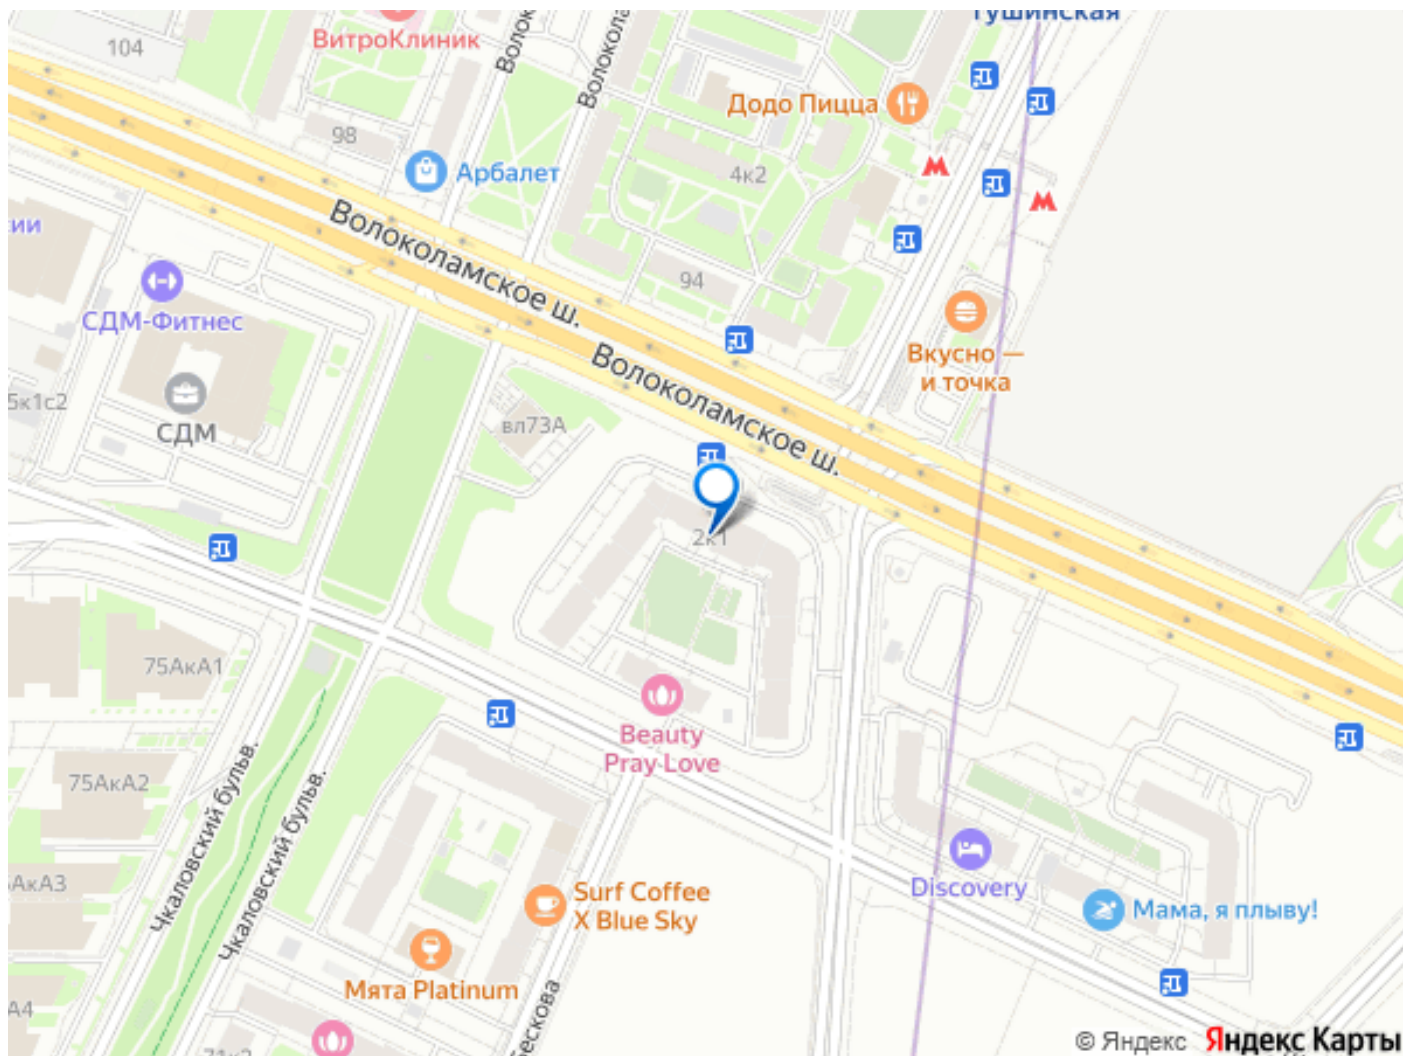 Тушинская
104
ВитроКлиник
Додо Пицца
98
Арбалет
4к2
Волоколамское ш.
94
СДМ-Фитнес
Вкусно —
и точка
Волоколамское ш.
5к1с2
СДМ
вл73А
2к1
75АкА1
Beauty
Pray Love
75АкА2
Чкаловский бульв.
Чкаловский бульв.
АкА3
Surf Coffee
X Blue Sky
Discovery
Мама, я плыву!
Мята Platinum
А4
бескова
© Яндекс Яндекс Карты